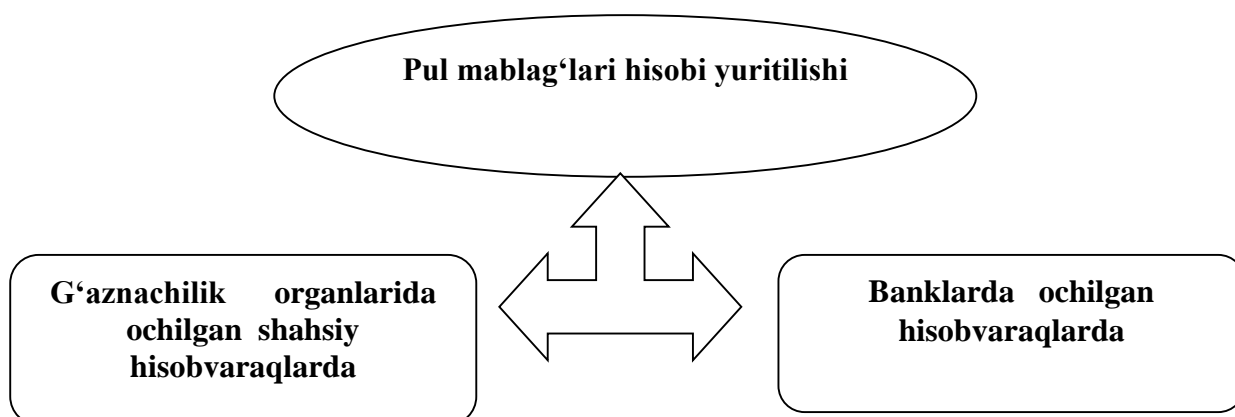 Pul mablag‘lari hisobi yuritilishi
G‘aznachilik organlarida
ochilgan shahsiy
hisobvaraqlarda
Banklarda ochilgan
hisobvaraqlarda